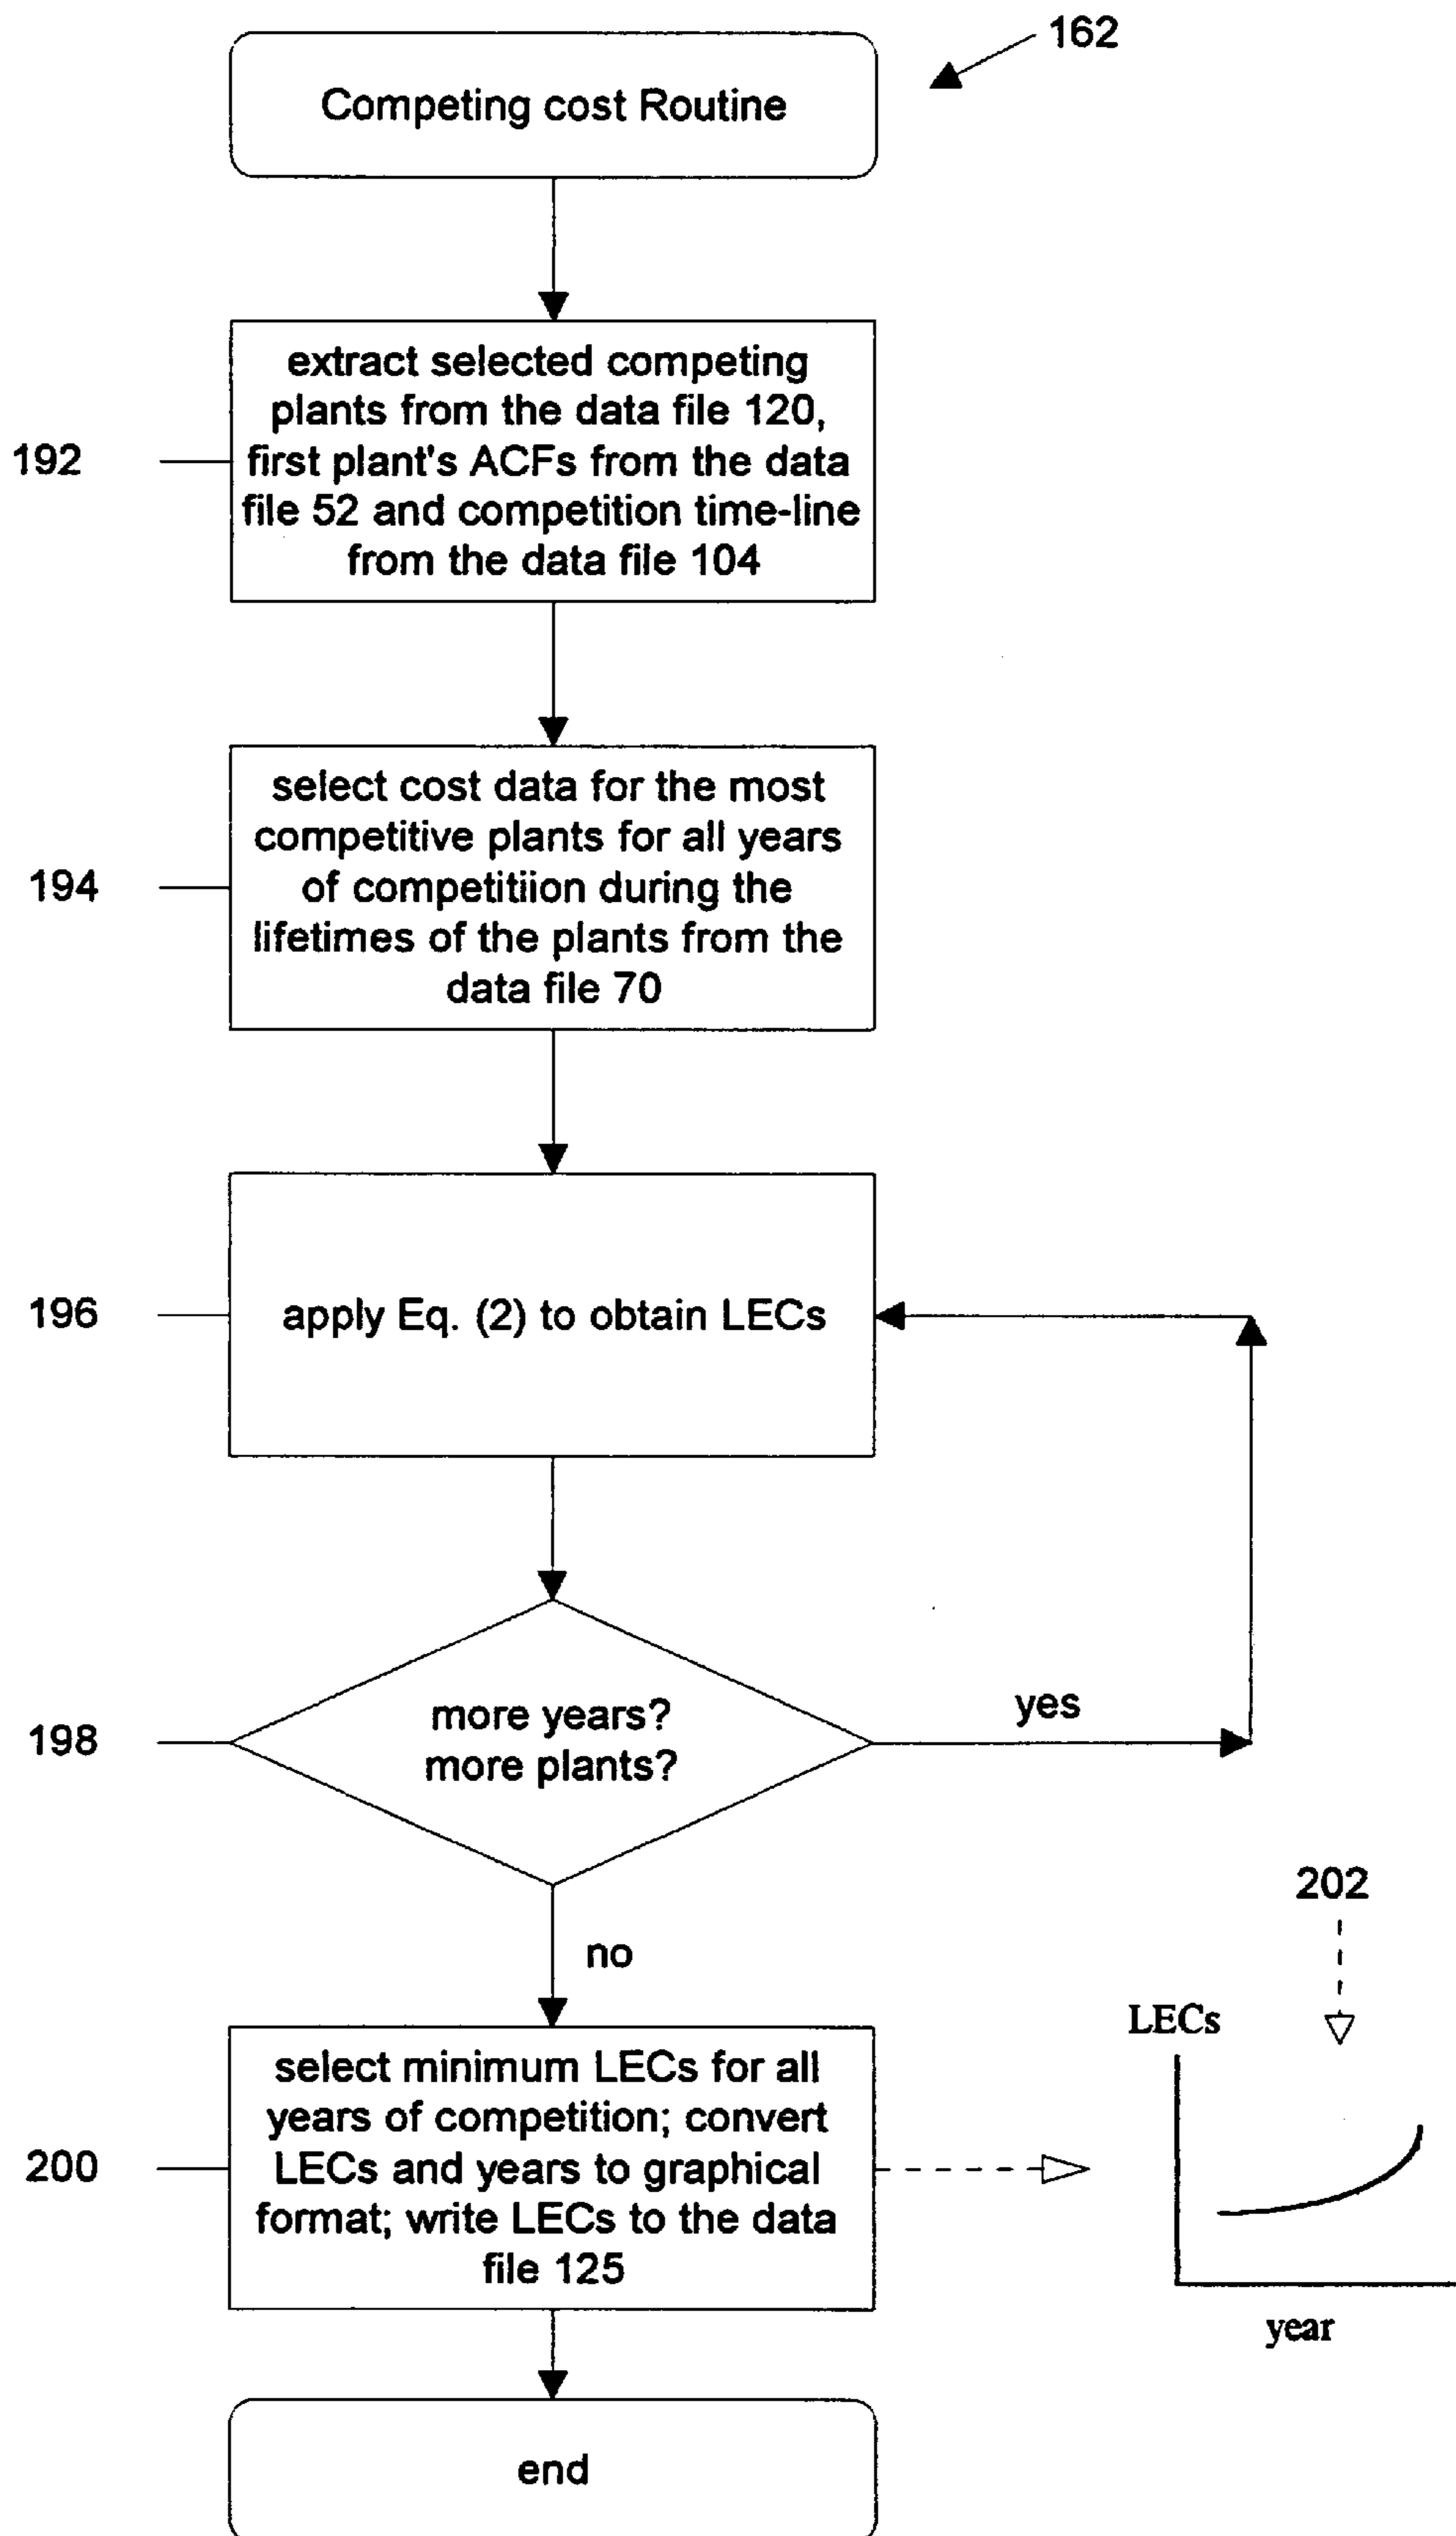 162
Competing cost Routine
192
extract selected competing
plants from the data file 120,
first plant's ACFs from the data
file 52 and competition time-line
from the data file 104
194
select cost data for the most
competitive plants for all years
of competitiion during the
lifetimes of the plants from the
data file 70
196
apply Eq. (2) to obtain LECs
198
more years?
more plants?
yes
no
202
LECs
year
200
select minimum LECs for all
years of competition; convert
LECs and years to graphical
format; write LECs to the data
file 125
end